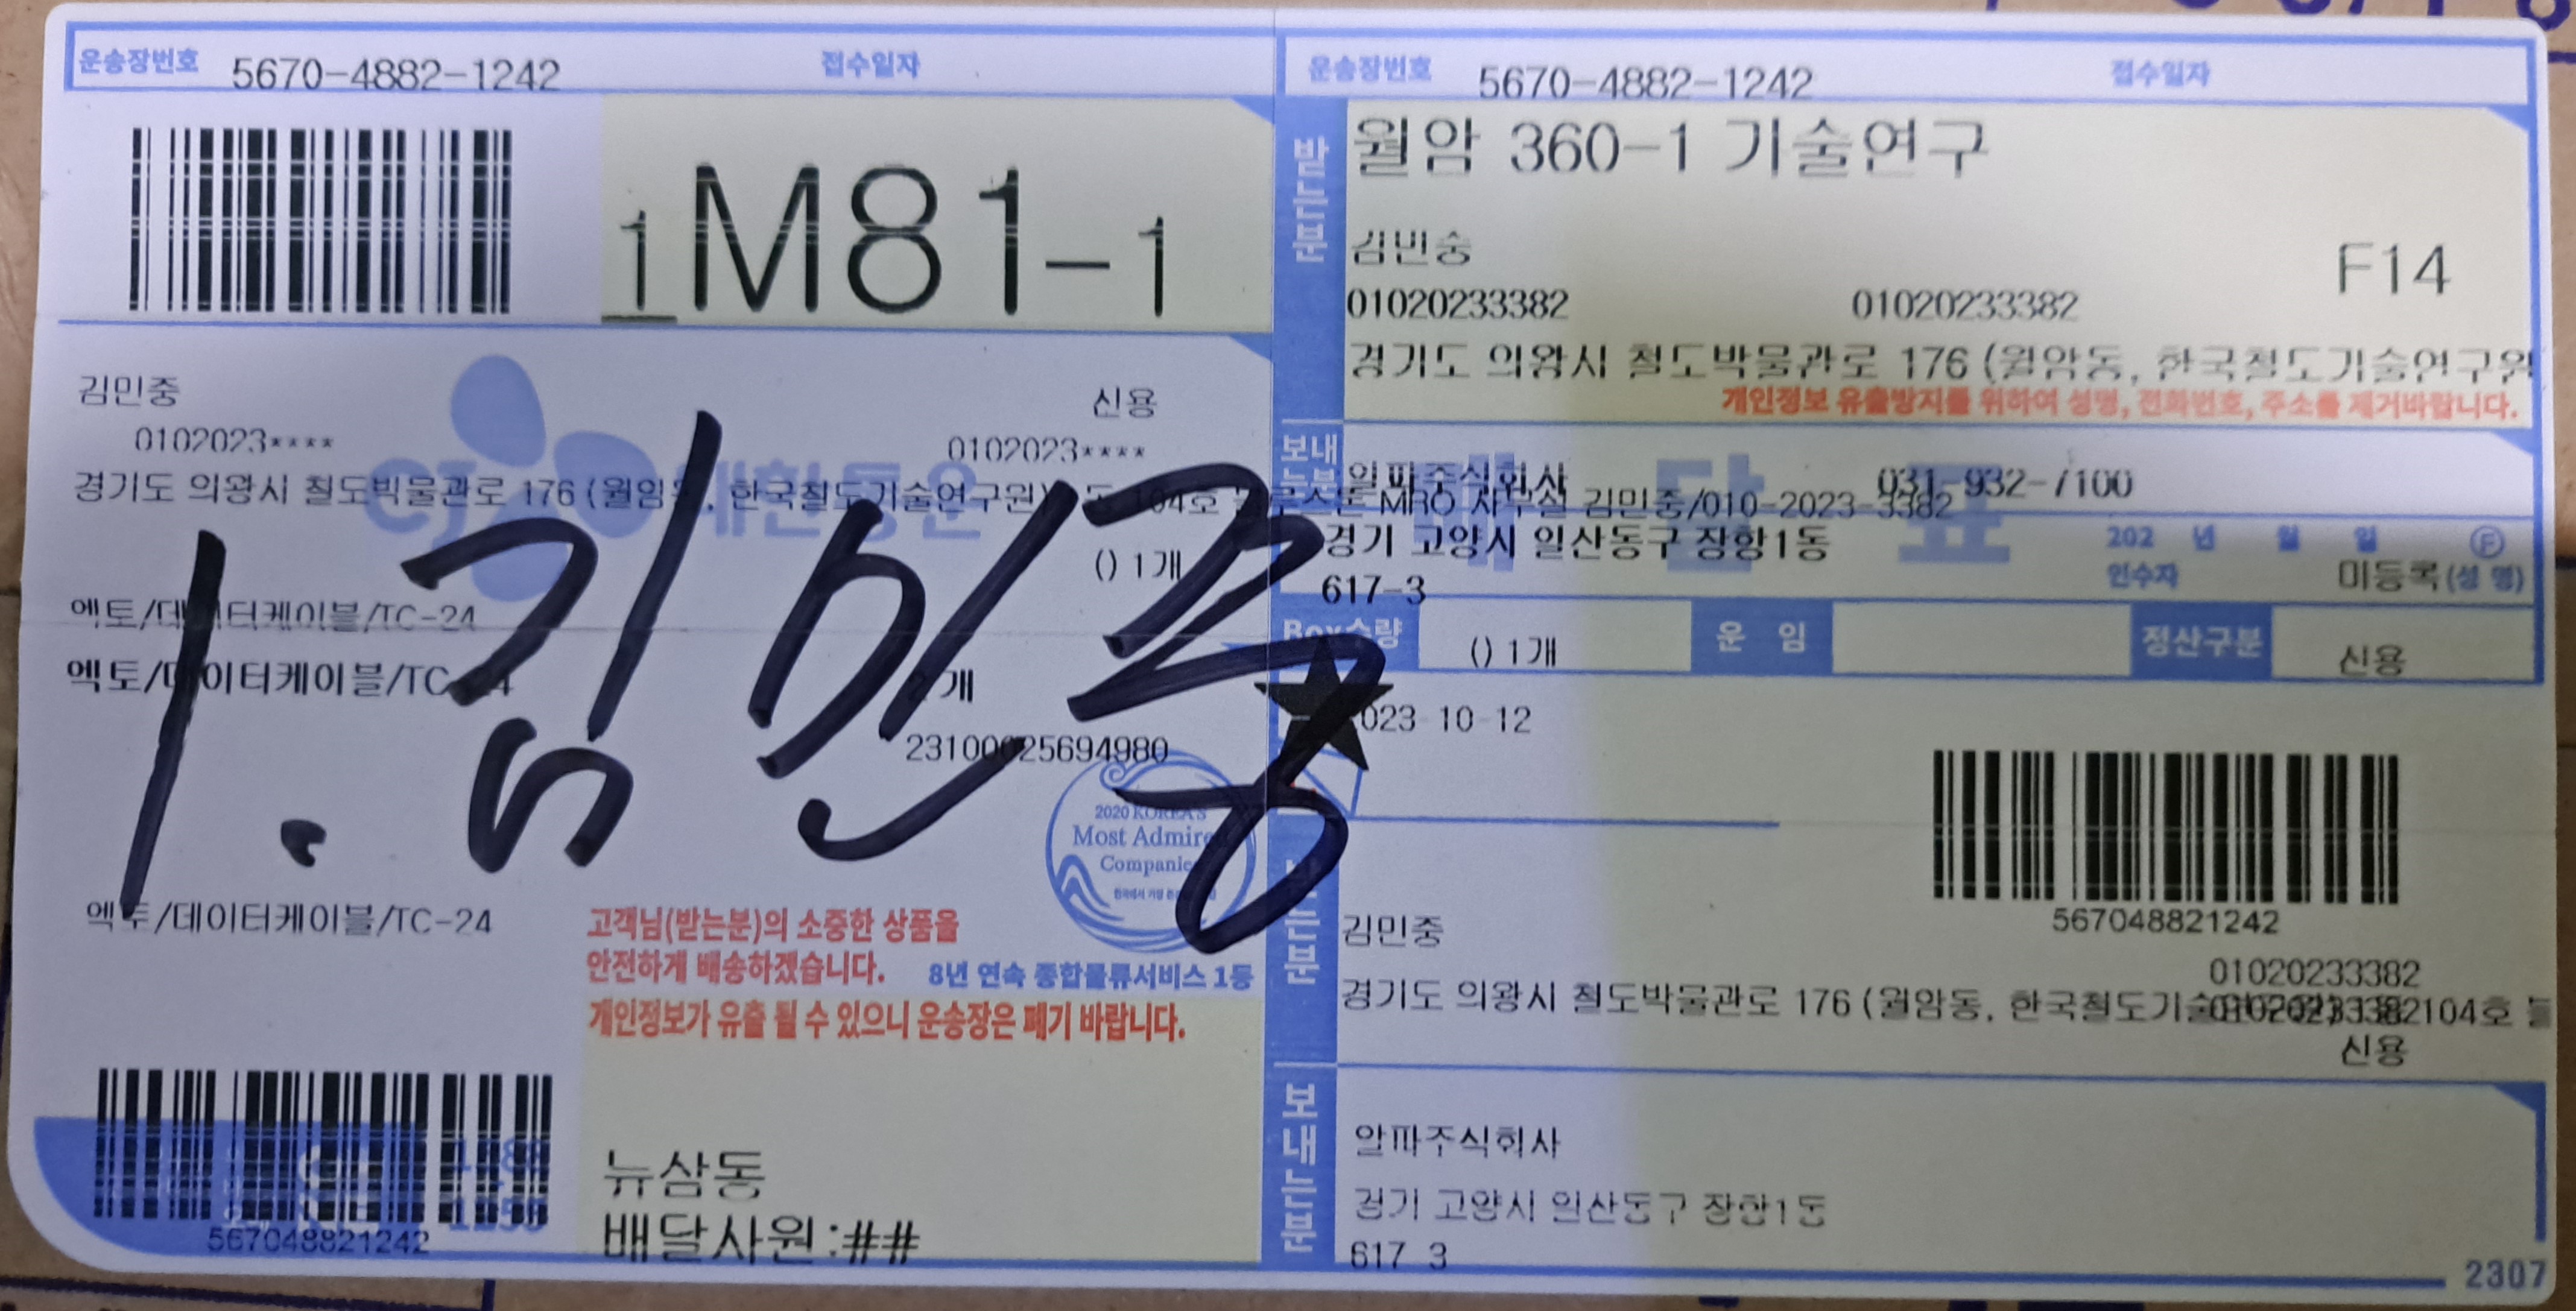 운송장번호 5670-4882-1242 접수일자
1M81-1
김민중 신용
0102023**** 0102023****
경기도 의왕시 철도박물관로 176 (월암동, 한국철도기술연구원) 104호 MRO 사무실 김민중/010-2023-3382
CJ대한통운
() 1개
엑토/데이터케이블/TC-24
엑토/데이터케이블/TC-24 개
1. 김민중
23100025694980
2020 KOREA'S
Most Admired
Companies
엑토/데이터케이블/TC-24
고객님(받는분)의 소중한 상품을
안전하게 배송하겠습니다. 8년 연속 종합물류서비스 1등
개인정보가 유출 될 수 있으니 운송장은 폐기 바랍니다.
567048821242
뉴삼동
배달사원:##
운송장번호 5670-4882-1242 접수일자
받는분
월암 360-1 기술연구
김민중
F14
01020233382 01020233382
경기도 의왕시 철도박물관로 176 (월암동, 한국철도기술연구원
개인정보 유출방지를 위하여 성명, 전화번호, 주소를 제거바랍니다.
보내는분
알파주식회사 031-932-7100
배달표
경기 고양시 일산동구 장항1동
617-3
202 년 월 일
인수자 미등록 (성 명)
Box수량 () 1개 운 임 정산구분 신용
2023-10-12
567048821242
받는분
김민중
01020233382
01020233382
경기도 의왕시 철도박물관로 176 (월암동, 한국철도기술연구원) 104호
신용
보내는분
알파주식회사
경기 고양시 일산동구 장항1동
617-3
2307